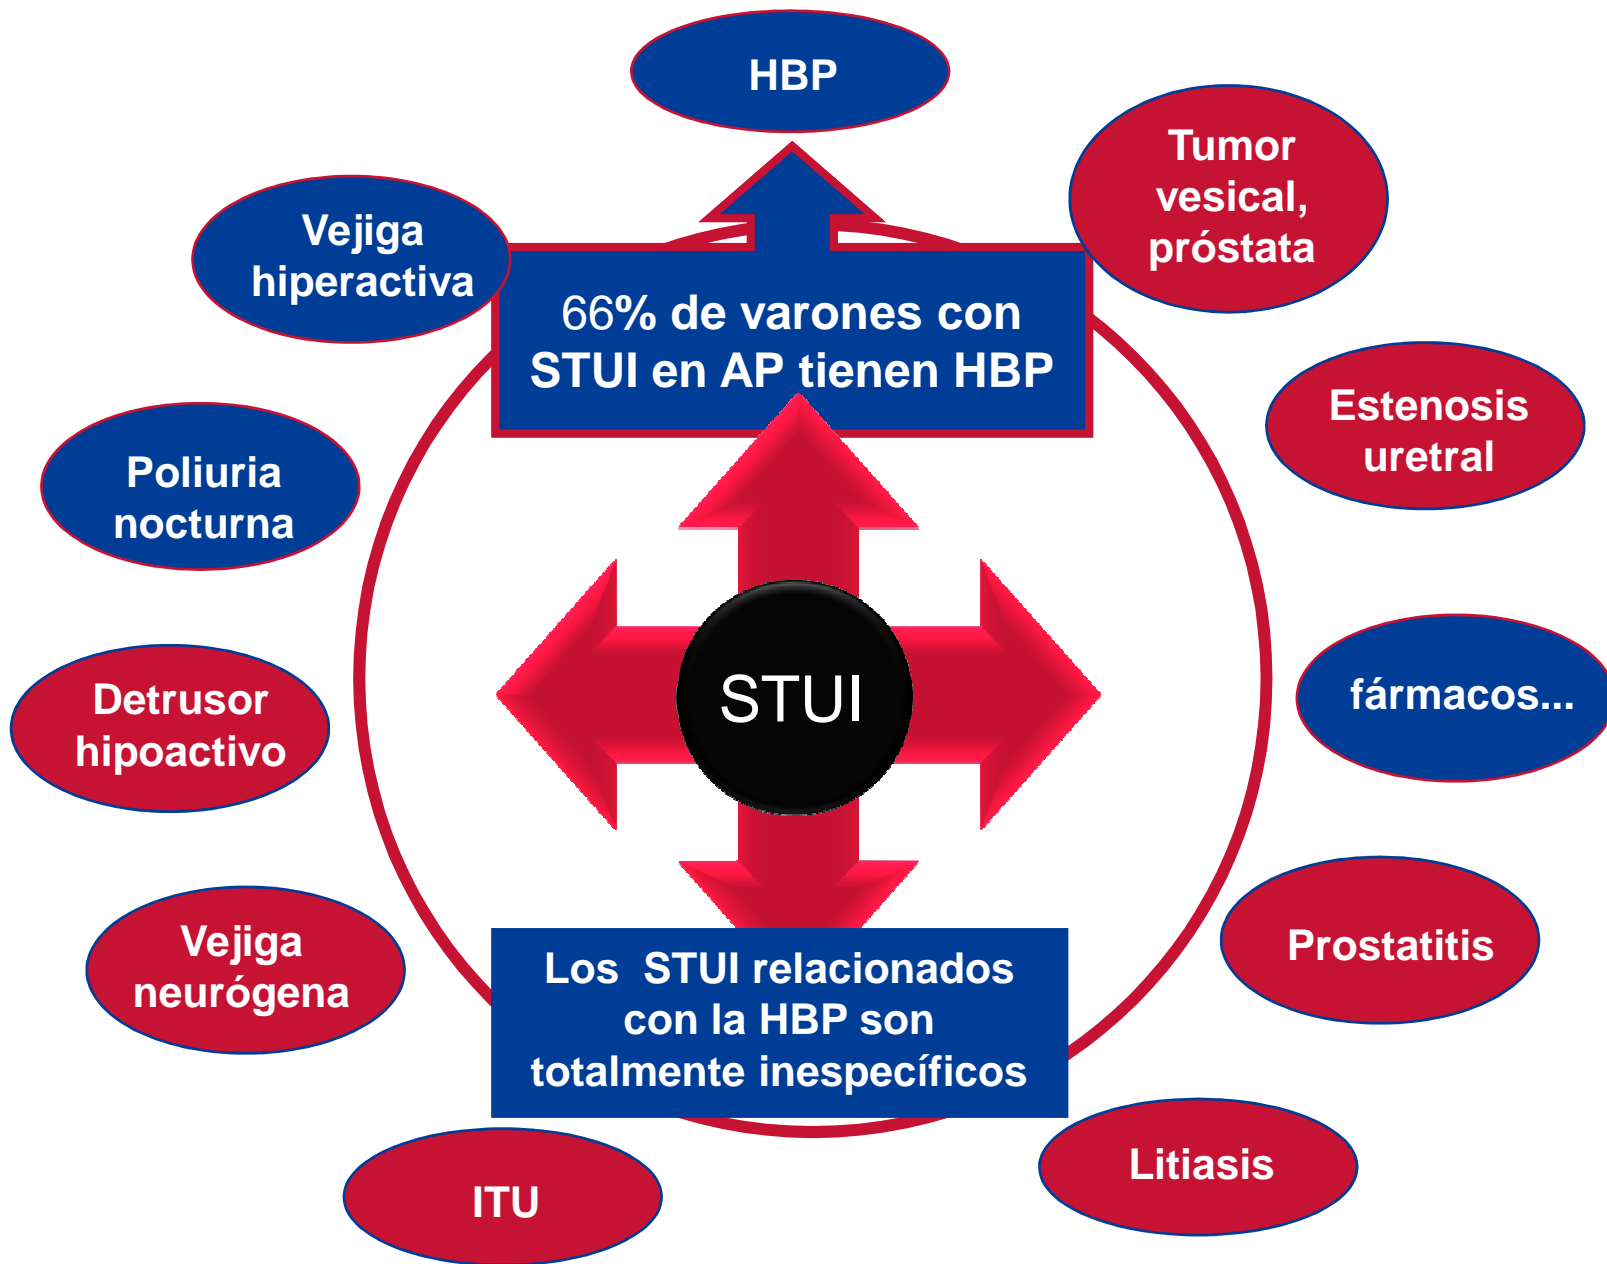 HBP
Tumor
vesical,
próstata
Vejiga
hiperactiva
66% de varones con
STUI en AP tienen HBP
Estenosis
uretral
Poliuria
nocturna
STUI
fármacos...
Detrusor
hipoactivo
Vejiga
neurógena
Prostatitis
Los STUI relacionados
con la HBP son
totalmente inespecíficos
Litiasis
ITU